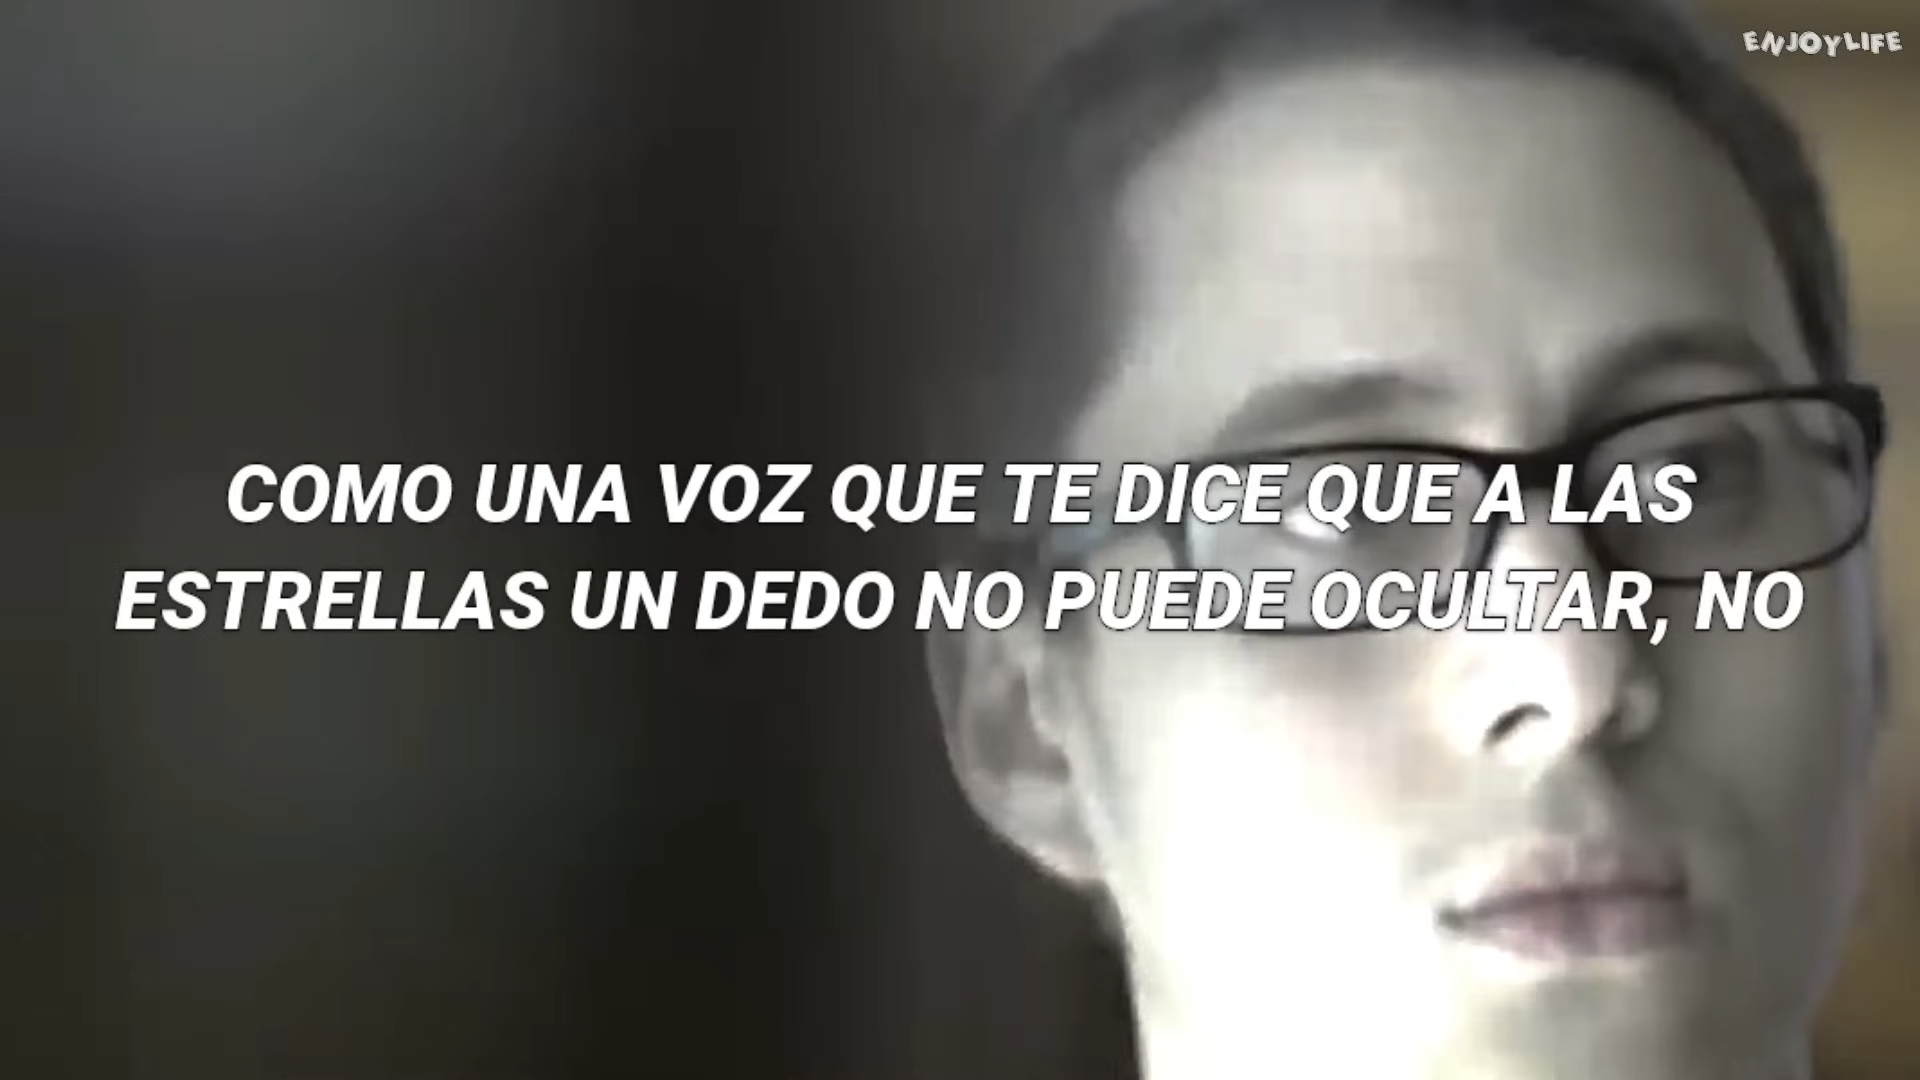 ENJOYLIFE
COMO UNA VOZ QUE TE DICE QUE A LAS
ESTRELLAS UN DEDO NO PUEDE OCULTAR, NO